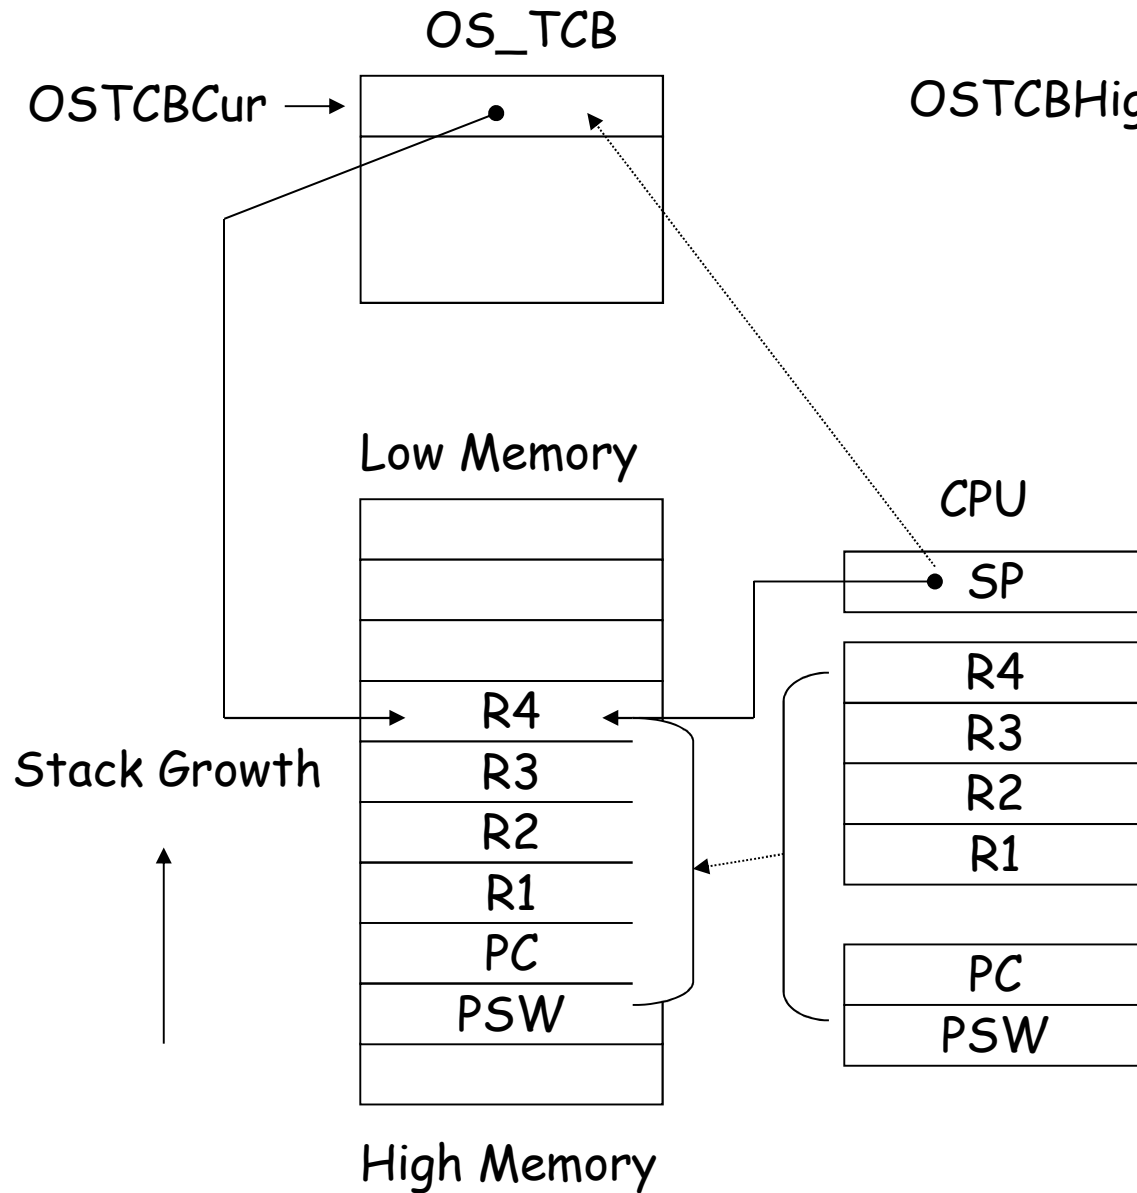 OS_TCB
OSTCBCur
OSTCBHig
Low Memory
CPU
SP
R4
R3
R2
R1
PC
PSW
Stack Growth
R4
R3
R2
R1
PC
PSW
High Memory